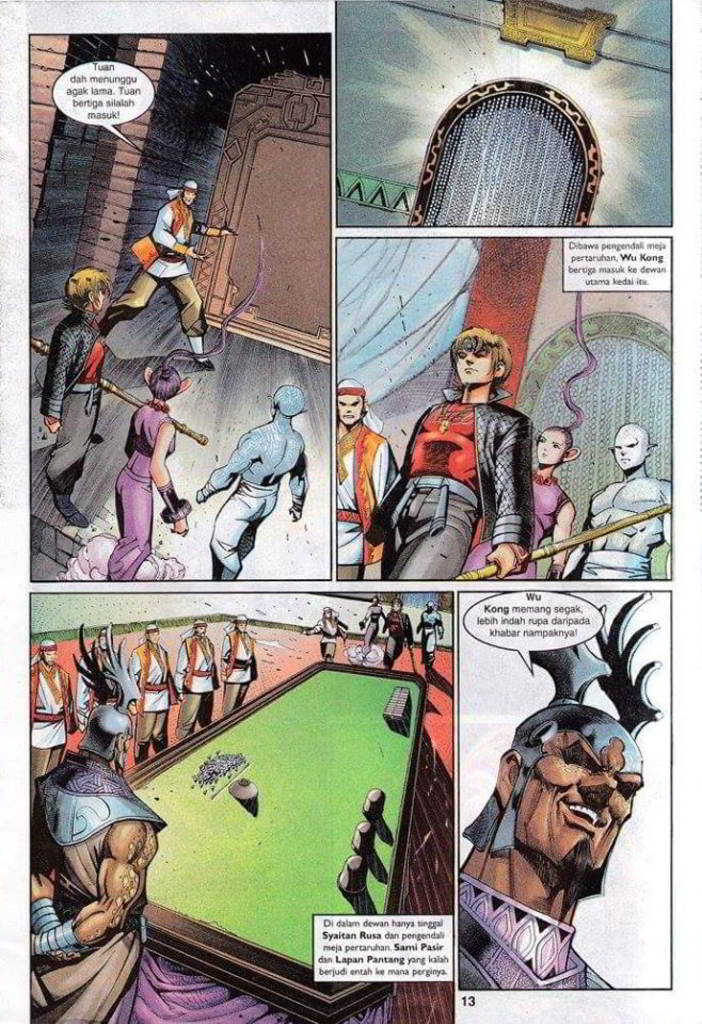 Tuan
dah menunggu
agak lama. Tuan
bertiga silalah
masuk!
Dibawa pengendali meja
pertaruhan, Wu Kong
bertiga masuk ke dewan
utama kedai itu.
Di dalam dewan hanya tinggal
Syaitan Rusa dan pengendali
meja pertaruhan. Sami Pasir
dan Lapan Pantang yang kalah
berjudi entah ke mana perginya.
Wu
Kong memang segak,
lebih indah rupa daripada
khabar nampaknya!
13